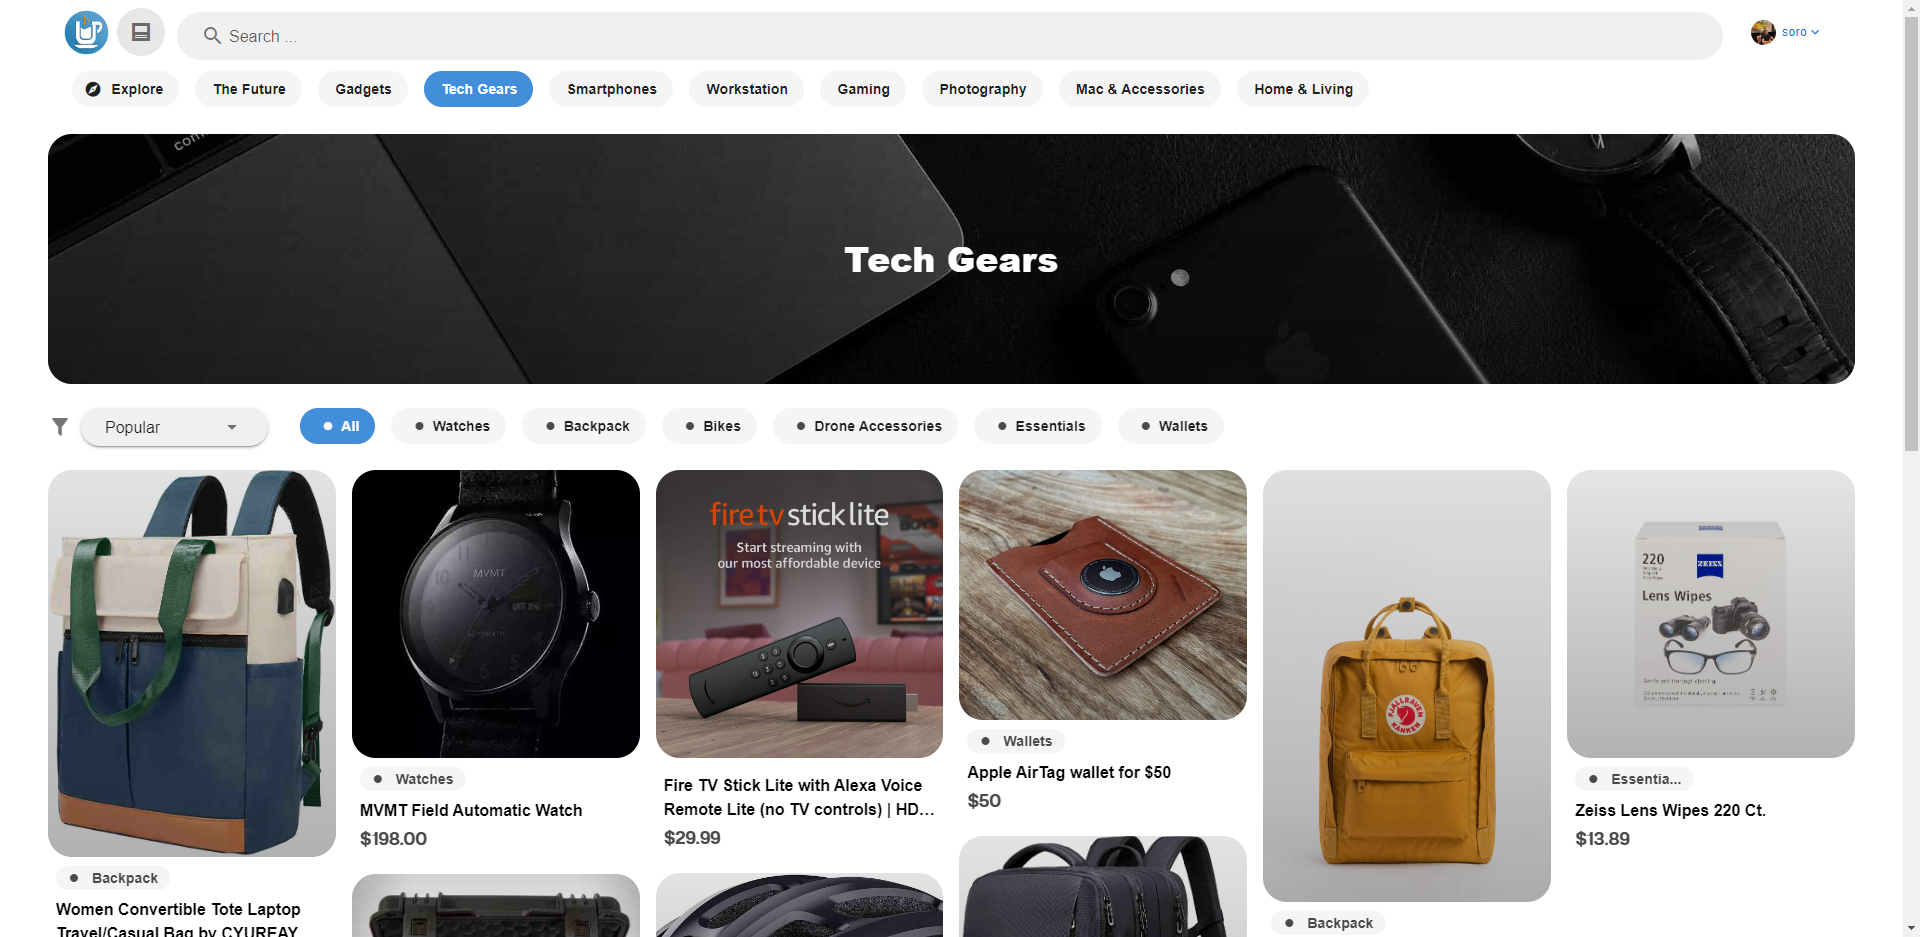 Search ...
soro
Explore
The Future
Gadgets
Tech Gears
Smartphones
Workstation
Gaming
Photography
Mac & Accessories
Home & Living
Tech Gears
Popular
All
Watches
Backpack
Bikes
Drone Accessories
Essentials
Wallets
Backpack
Women Convertible Tote Laptop
Travel/Casual Bag by CYUREAY
MVMT
Watches
MVMT Field Automatic Watch
$198.00
fire tv stick lite
Start streaming with
our most affordable device
Fire TV Stick Lite with Alexa Voice
Remote Lite (no TV controls) | HD...
$29.99
Wallets
Apple AirTag wallet for $50
$50
FJÄLLRÄVEN
KÅNKEN
Backpack
220
ZEISS
Lens Wipes
Essentia...
Zeiss Lens Wipes 220 Ct.
$13.89